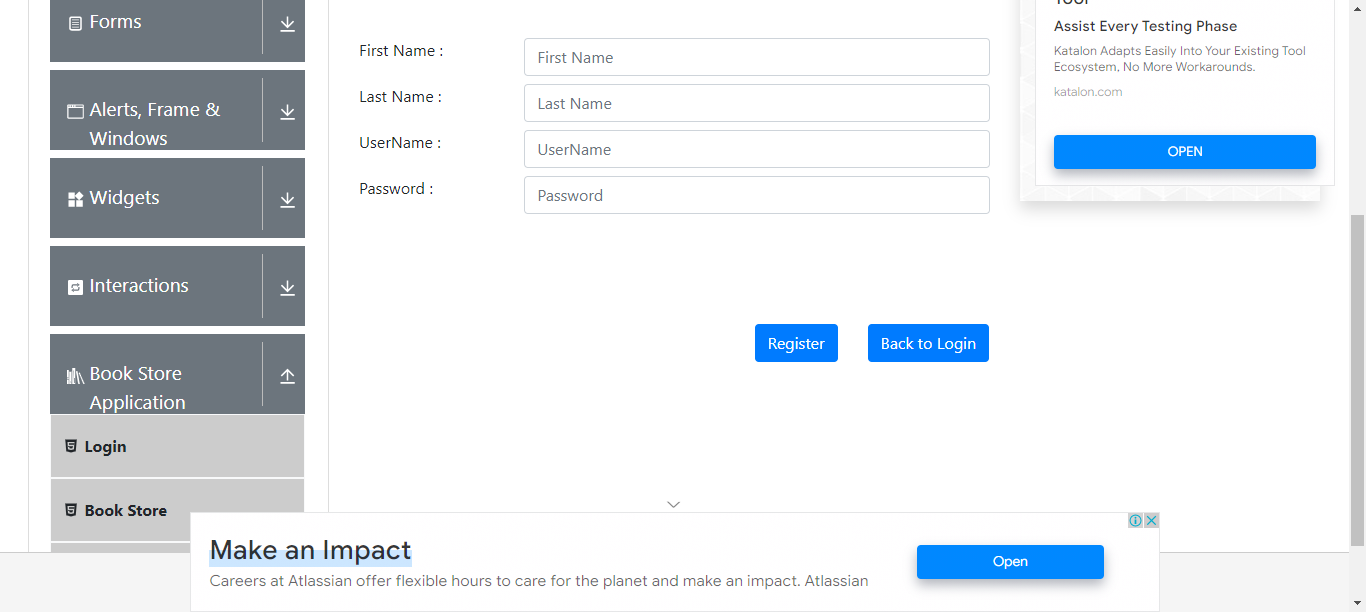 Forms
Alerts, Frame &
Windows
Widgets
Interactions
Book Store
Application
Login
Book Store
First Name :
First Name
Last Name :
Last Name
UserName :
UserName
Password :
Password
Register
Back to Login
Assist Every Testing Phase
Katalon Adapts Easily Into Your Existing Tool
Ecosystem, No More Workarounds.
katalon.com
OPEN
Make an Impact
Careers at Atlassian offer flexible hours to care for the planet and make an impact. Atlassian
Open